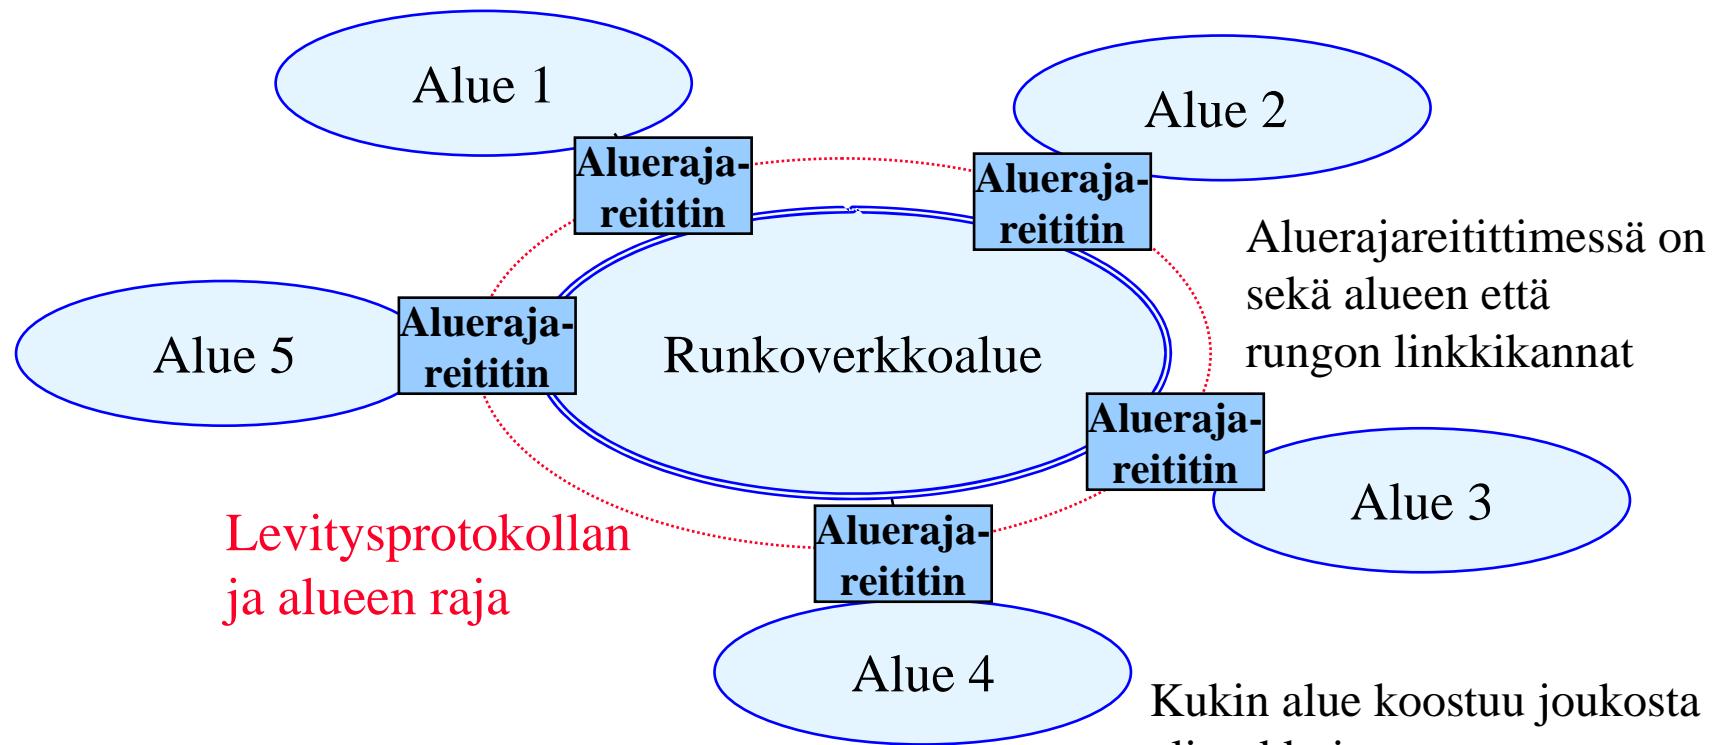 Alue 1
Alue 2
Alueraja-
reititin
Alueraja-
reititin
Aluerajareitittimessä on
sekä alueen että
rungon linkkikannat
Alue 5
Alueraja-
reititin
Runkoverkkoalue
Alueraja-
reititin
Alue 3
Levitysprotokollan
ja alueen raja
Alueraja-
reititin
Alue 4
Kukin alue koostuu joukosta